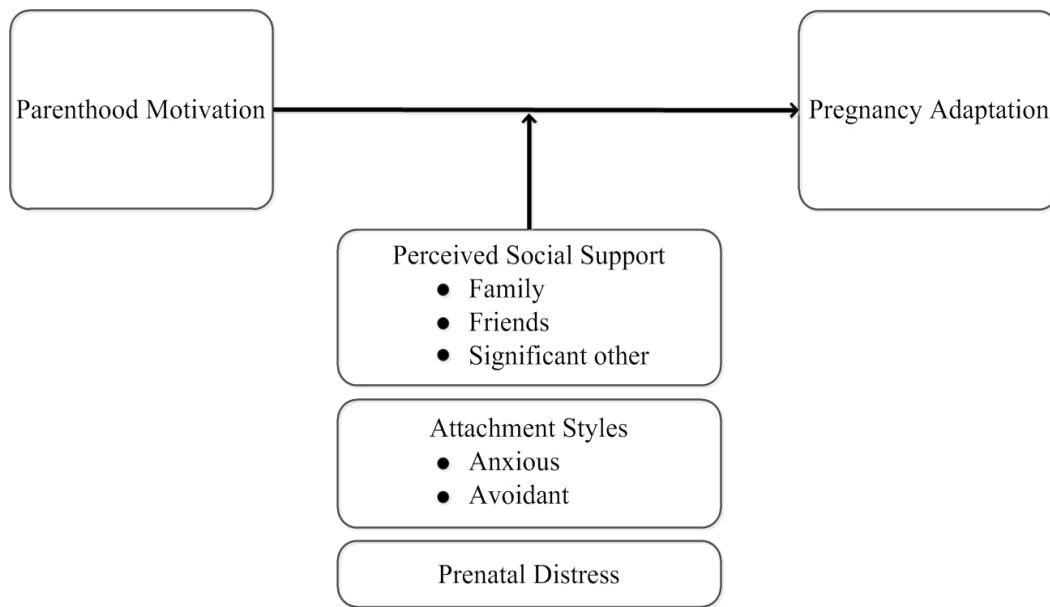 Parenthood Motivation
Pregnancy Adaptation
Perceived Social Support
● Family
● Friends
● Significant other
Attachment Styles
● Anxious
● Avoidant
Prenatal Distress